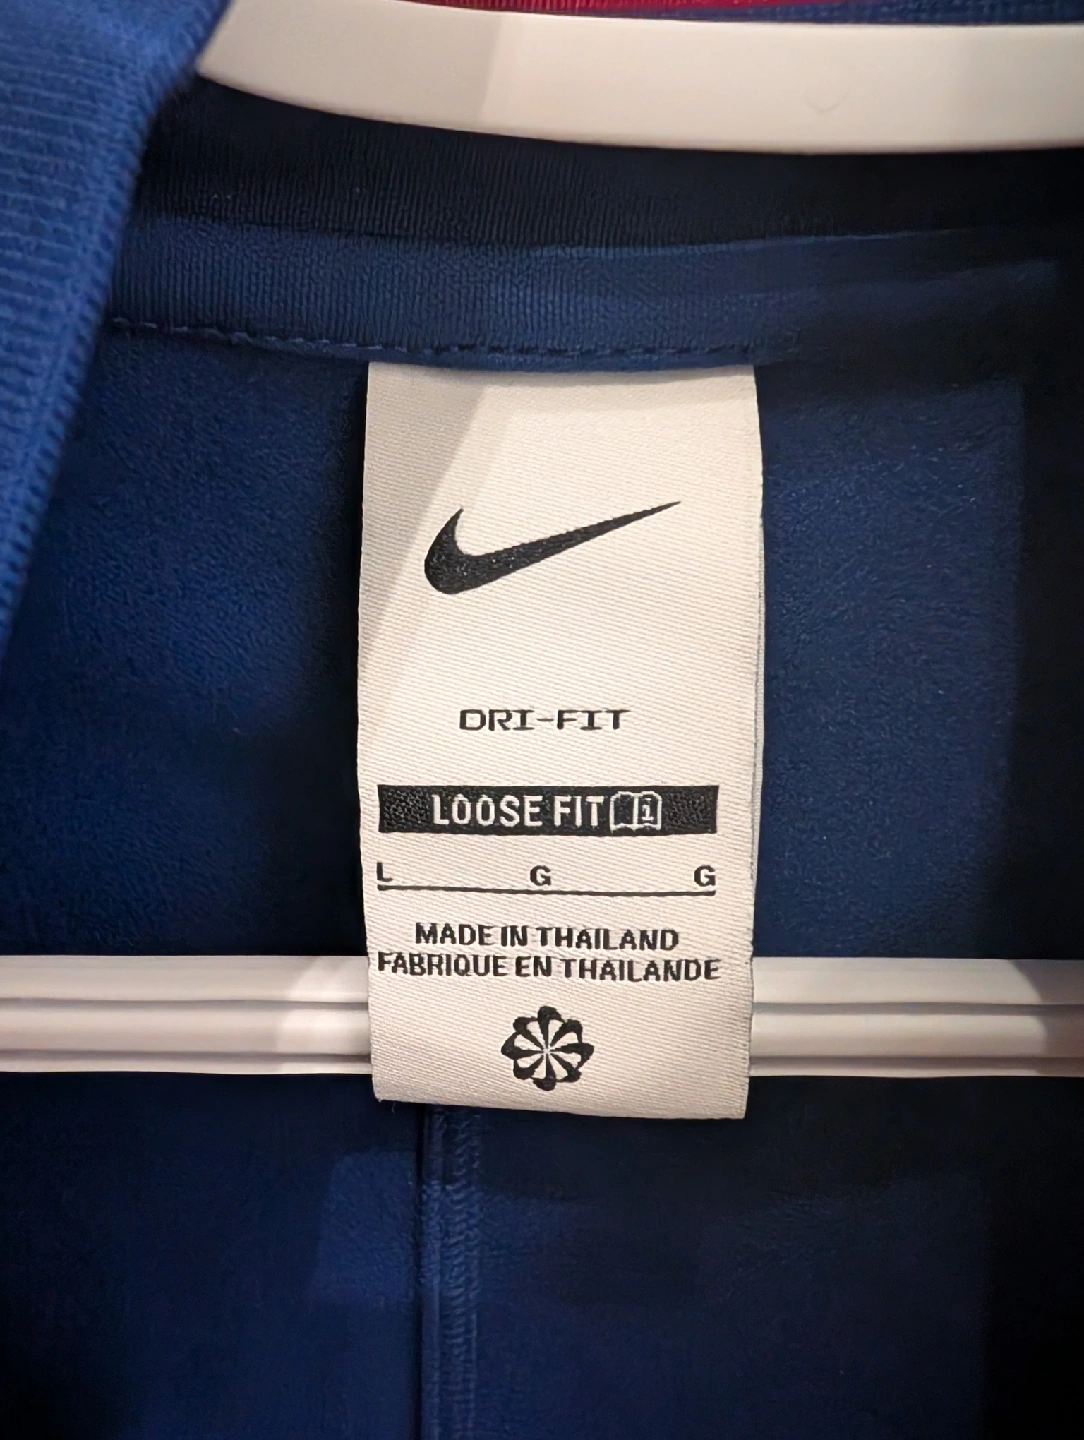 DRI-FIT
LOOSE FIT
L G G
MADE IN THAILAND
FABRIQUE EN THAILANDE